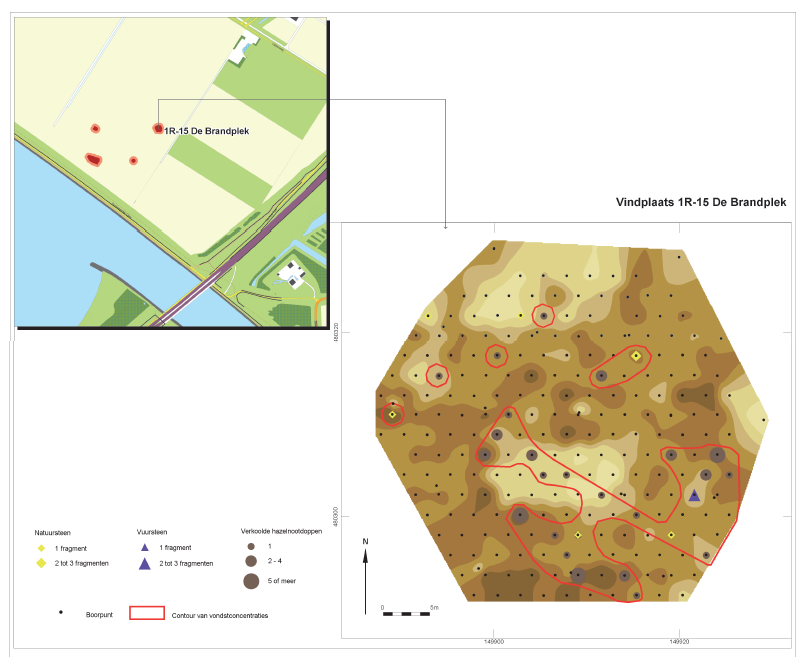 1R-15 De Brandplek
Vindplaats 1R-15 De Brandplek
480320
480300
Natuursteen
1 fragment
2 tot 3 fragmenten
Vuursteen
1 fragment
2 tot 3 fragmenten
Verkoolde hazelnootdoppen
1
2 - 4
5 of meer
Boorpunt
Contour van vondstconcentraties
N
0
5m
149900
149920